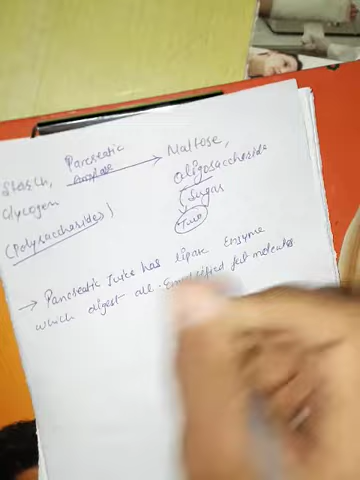 Starch, Pancreatic Amylase → Maltose,
Glycogen oligosaccharide
(Polysaccharides) Sugar
Two
→ Pancreatic Juice has lipase Enzyme
which digest all Emulsified fat molecules